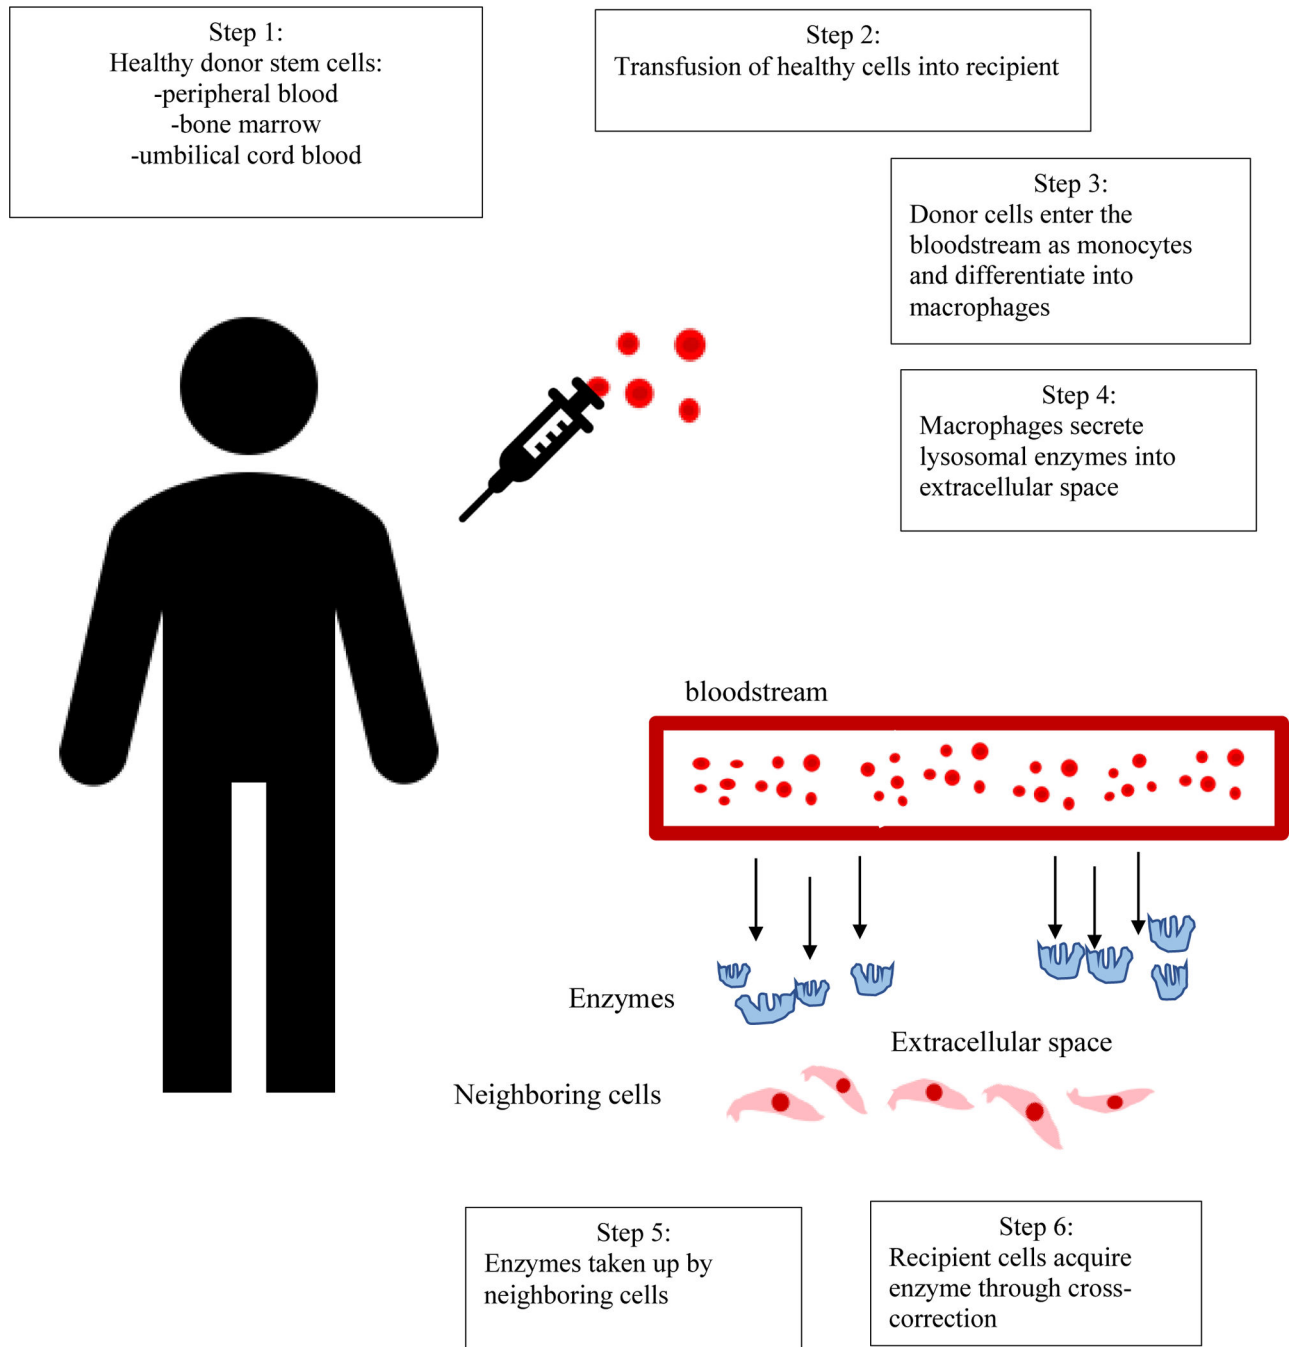 Step 1:
Healthy donor stem cells:
-peripheral blood
-bone marrow
-umbilical cord blood
Step 2:
Transfusion of healthy cells into recipient
Step 3:
Donor cells enter the
bloodstream as monocytes
and differentiate into
macrophages
Step 4:
Macrophages secrete
lysosomal enzymes into
extracellular space
bloodstream
Enzymes
Extracellular space
Neighboring cells
Step 5:
Enzymes taken up by
neighboring cells
Step 6:
Recipient cells acquire
enzyme through cross-
correction